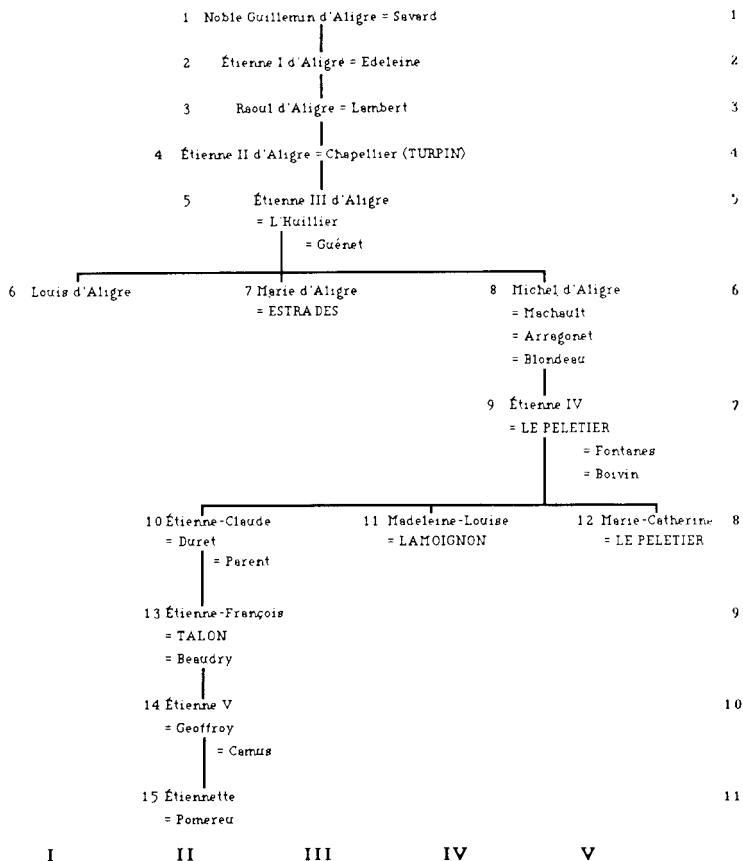 1 Noble Guillemin d'Aligre = Savard 1
2 Étienne I d'Aligre = Edeleine 2
3 Raoul d'Aligre = Lambert 3
4 Étienne II d'Aligre = Chapellier (TURPIN) 4
5 Étienne III d'Aligre 5
= L'Huillier
= Guénet
6 Louis d'Aligre 7 Marie d'Aligre 8 Michel d'Aligre 6
= ESTRADES = Machault
= Arragonet
= Blondeau
9 Étienne IV 7
= LE PELETIER
= Fontanes
= Boivin
10 Étienne-Claude 11 Madeleine-Louise 12 Marie-Catherine 8
= Duret = LAMOIGNON = LE PELETIER
= Parent
13 Étienne-François 9
= TALON
= Beaudry
14 Étienne V 10
= Geoffroy
= Camus
15 Étiennette 11
= Pomereu
I II III IV V